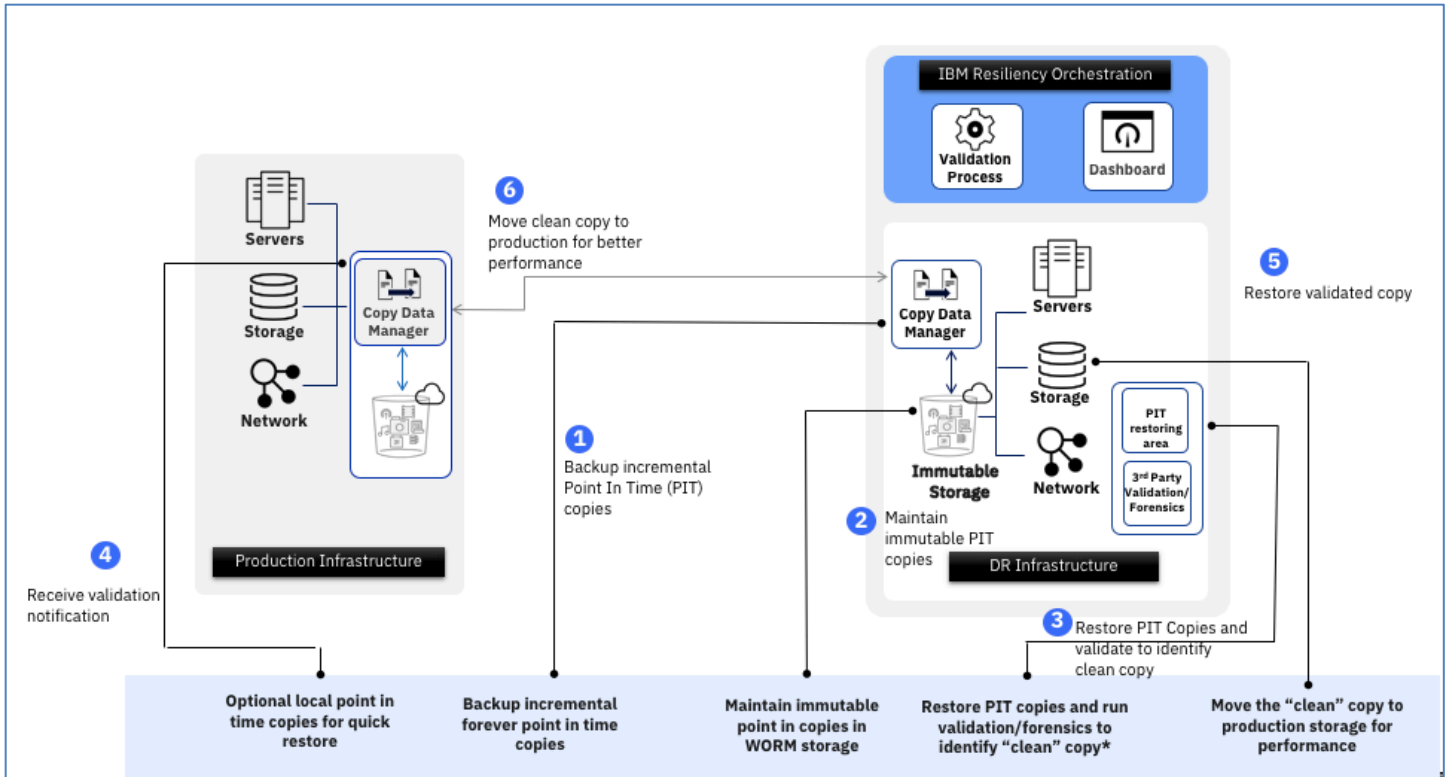 IBM Resiliency Orchestration
Validation
Process
Dashboard
Servers
Storage
Network
Copy Data
Manager
Production Infrastructure
6
Move clean copy to
production for better
performance
1
Backup incremental
Point In Time (PIT)
copies
Copy Data
Manager
Immutable
Storage
Servers
Storage
Network
PIT
restoring
area
3rd Party
Validation/
Forensics
DR Infrastructure
2
Maintain
immutable PIT
copies
5
Restore validated copy
4
Receive validation
notification
3
Restore PIT Copies and
validate to identify
clean copy
Optional local point in
time copies for quick
restore
Backup incremental
forever point in time
copies
Maintain immutable
point in copies in
WORM storage
Restore PIT copies and run
validation/forensics to
identify “clean” copy*
Move the “clean” copy to
production storage for
performance